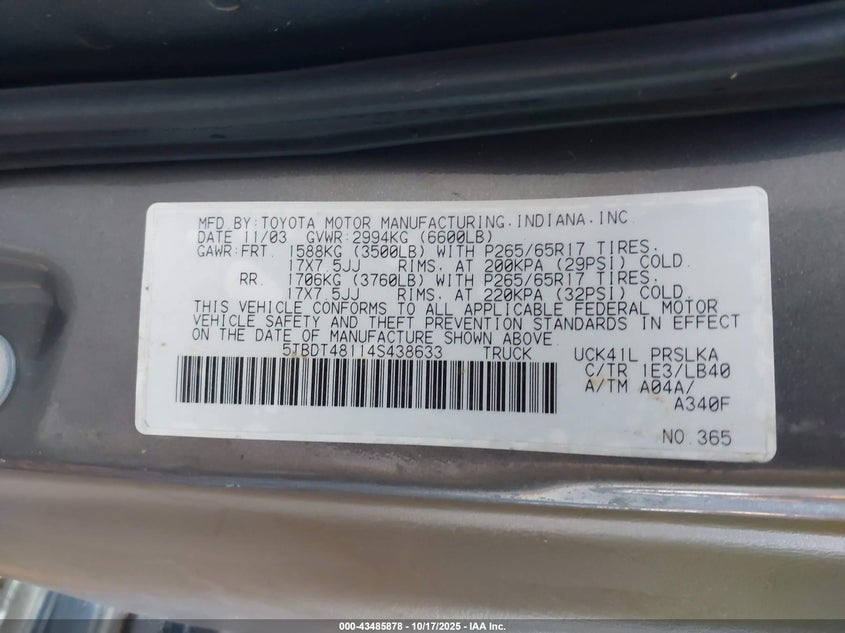 MFD BY:TOYOTA MOTOR MANUFACTURING.INDIANA.INC
DATE 11/03 GVWR:2994KG (6600LB)
GAWR:FRT. 1588KG (3500LB) WITH P265/65R17 TIRES.
17X7.5JJ RIMS. AT 200KPA (29PSI) COLD.
RR. 1706KG (3760LB) WITH P265/65R17 TIRES.
17X7.5JJ RIMS. AT 220KPA (32PSI) COLD.
THIS VEHICLE CONFORMS TO ALL APPLICABLE FEDERAL MOTOR
VEHICLE SAFETY AND THEFT PREVENTION STANDARDS IN EFFECT
ON THE DATE OF MANUFACTURE SHOWN ABOVE.
5TBDT48114S438633 TRUCK UCK41L PRSLKA
C/TR 1E3/LB40
A/TM A04A/
A340F
NO.365
000-43485878 - 10/17/2025 - IAA Inc.